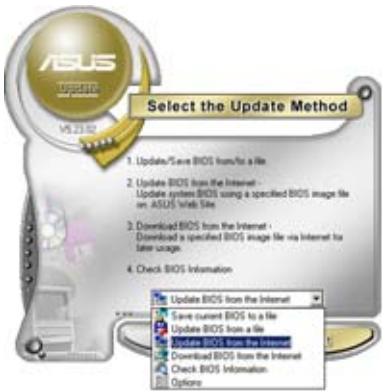 ASUS
Update
V5.23.02
Select the Update Method
1. Update/Save BIOS from/to a file
2. Update BIOS from the Internet -
Update system BIOS using a specified BIOS image file
on ASUS Web Site
3. Download BIOS from the Internet -
Download a specified BIOS image file via Internet for
later usage.
4. Check BIOS Information
Update BIOS from the Internet
Save current BIOS to a file
Update BIOS from a file
Update BIOS from the Internet
Download BIOS from the Internet
Check BIOS Information
Options